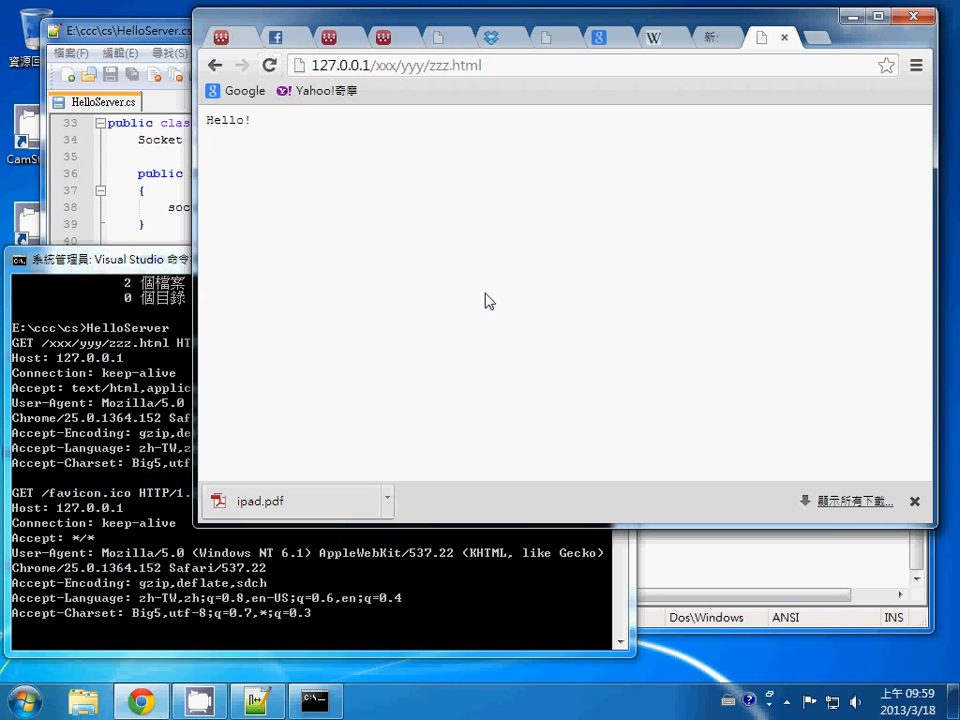 資源回
CamSt
E:\ccc\cs\HelloServer.cs
檔案(F) 編輯(E) 尋找(S)
HelloServer.cs
33 public clas
34 Socket
35
36 public
37 {
38 soc
39 }
40
新
127.0.0.1/xxx/yyy/zzz.html
Google Yahoo!奇摩
Hello!
ipad.pdf
顯示所有下載...
系統管理員: Visual Studio 命令
2 個檔案
0 個目錄
E:\ccc\cs>HelloServer
GET /xxx/yyy/zzz.html HT
Host: 127.0.0.1
Connection: keep-alive
Accept: text/html,applic
User-Agent: Mozilla/5.0
Chrome/25.0.1364.152 Saf
Accept-Encoding: gzip,de
Accept-Language: zh-TW,z
Accept-Charset: Big5,utf
GET /favicon.ico HTTP/1.
Host: 127.0.0.1
Connection: keep-alive
Accept: */*
User-Agent: Mozilla/5.0 (Windows NT 6.1) AppleWebKit/537.22 (KHTML, like Gecko)
Chrome/25.0.1364.152 Safari/537.22
Accept-Encoding: gzip,deflate,sdch
Accept-Language: zh-TW,zh;q=0.8,en-US;q=0.6,en;q=0.4
Accept-Charset: Big5,utf-8;q=0.7,*;q=0.3
Dos\Windows ANSI INS
上午 09:59
2013/3/18